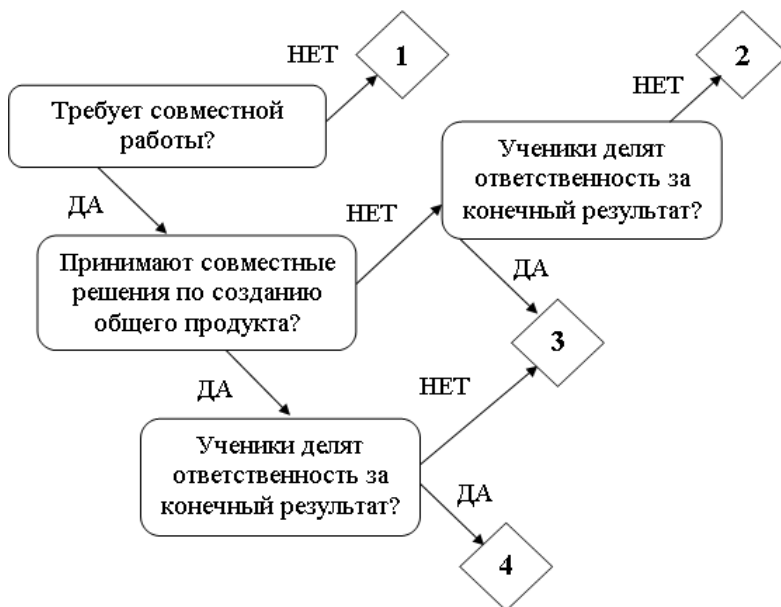 НЕТ
1
Требует совместной
работы?
ДА
НЕТ
2
Ученики делят
ответственность за
конечный результат?
НЕТ
Принимают совместные
решения по созданию
общего продукта?
ДА
3
ДА
НЕТ
Ученики делят
ответственность за
конечный результат?
ДА
4